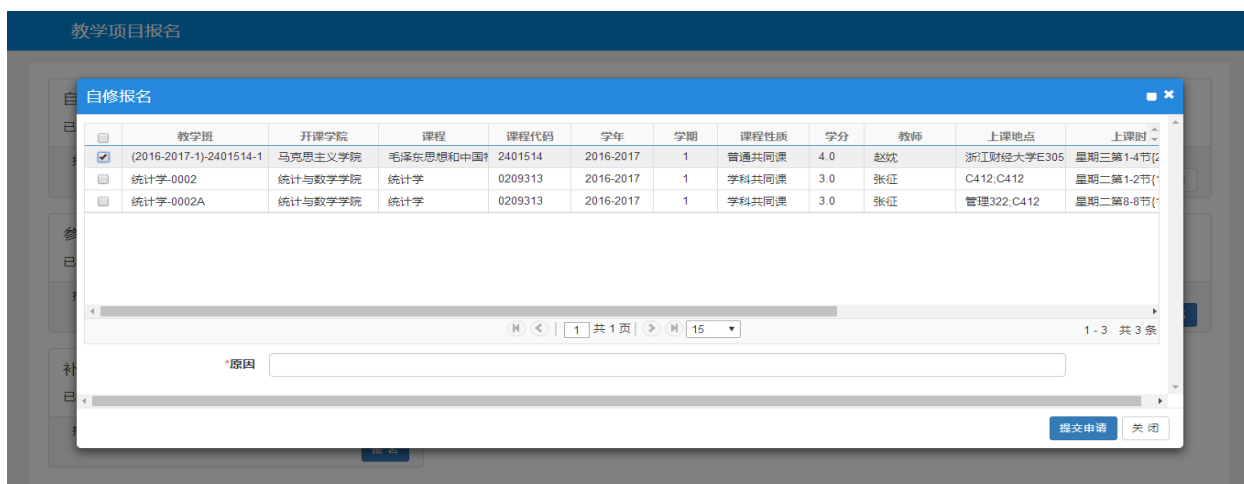 教学项目报名
自修报名
教学班 开课学院 课程 课程代码 学年 学期 课程性质 学分 教师 上课地点 上课时
(2016-2017-1)-2401514-1 马克思主义学院 毛泽东思想和中国 2401514 2016-2017 1 普通共同课 4.0 赵忱 浙江财经大学E305 星期三第1-4节{2
统计学-0002 统计与数学学院 统计学 0209313 2016-2017 1 学科共同课 3.0 张征 C412;C412 星期二第1-2节{1
统计学-0002A 统计与数学学院 统计学 0209313 2016-2017 1 学科共同课 3.0 张征 管理322;C412 星期二第8-8节{1
1 共 1 页 15 1 - 3 共 3 条
*原因
提交申请 关 闭
报 名